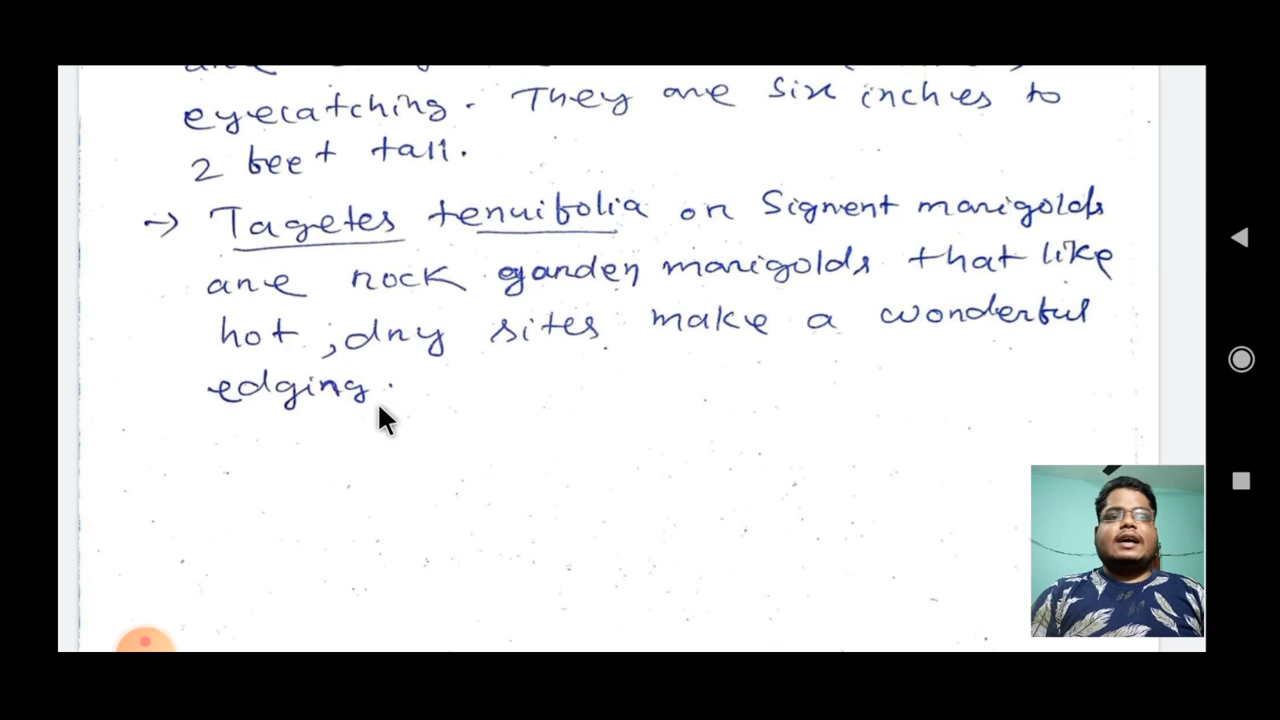 eyecatching. They are six inches to
2 feet tall.
→ Tagetes tenuifolia or Signent marigolds
are rock garden marigolds that like
hot, dry sites make a wonderful
edging.